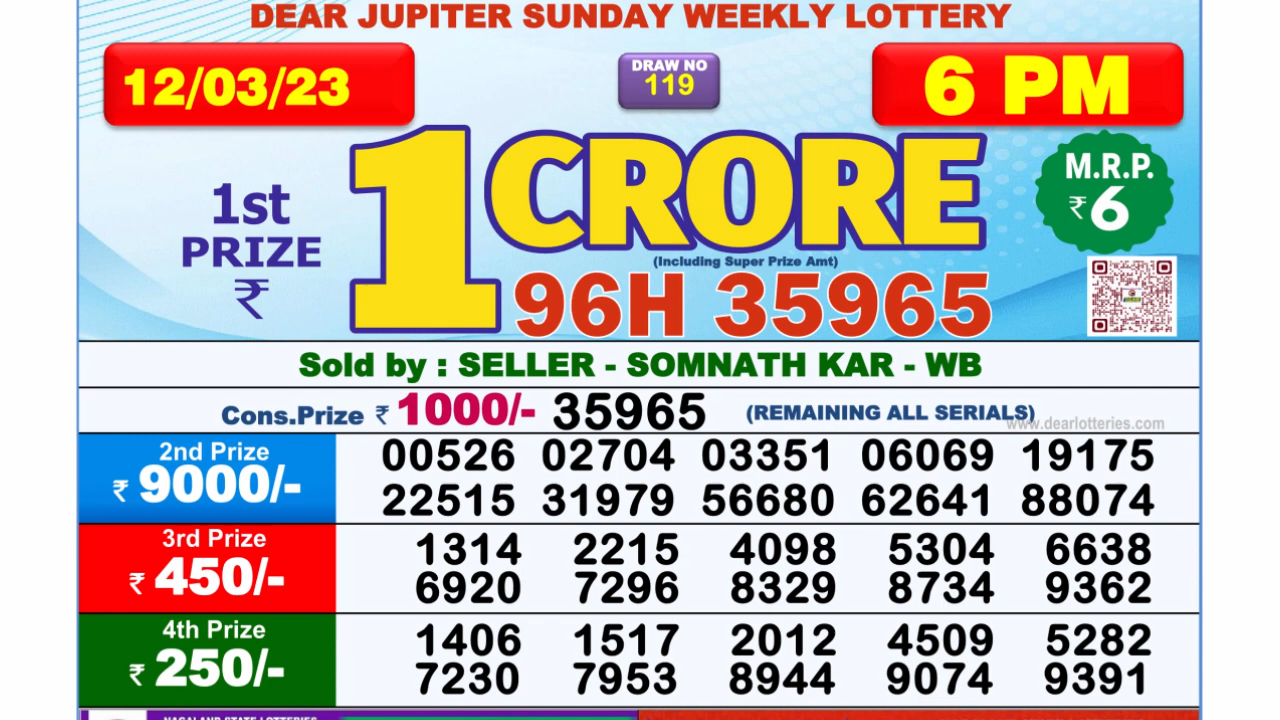 DEAR JUPITER SUNDAY WEEKLY LOTTERY
12/03/23
DRAW NO
119
6 PM
1st
PRIZE
₹
1 CRORE
(Including Super Prize Amt)
96H 35965
M.R.P.
₹6
Sold by : SELLER - SOMNATH KAR - WB
Cons.Prize ₹ 1000/- 35965 (REMAINING ALL SERIALS)
www.dearlotteries.com
2nd Prize
₹ 9000/-
00526 02704 03351 06069 19175
22515 31979 56680 62641 88074
3rd Prize
₹ 450/-
1314 2215 4098 5304 6638
6920 7296 8329 8734 9362
4th Prize
₹ 250/-
1406 1517 2012 4509 5282
7230 7953 8944 9074 9391
NAGALAND STATE LOTTERIES